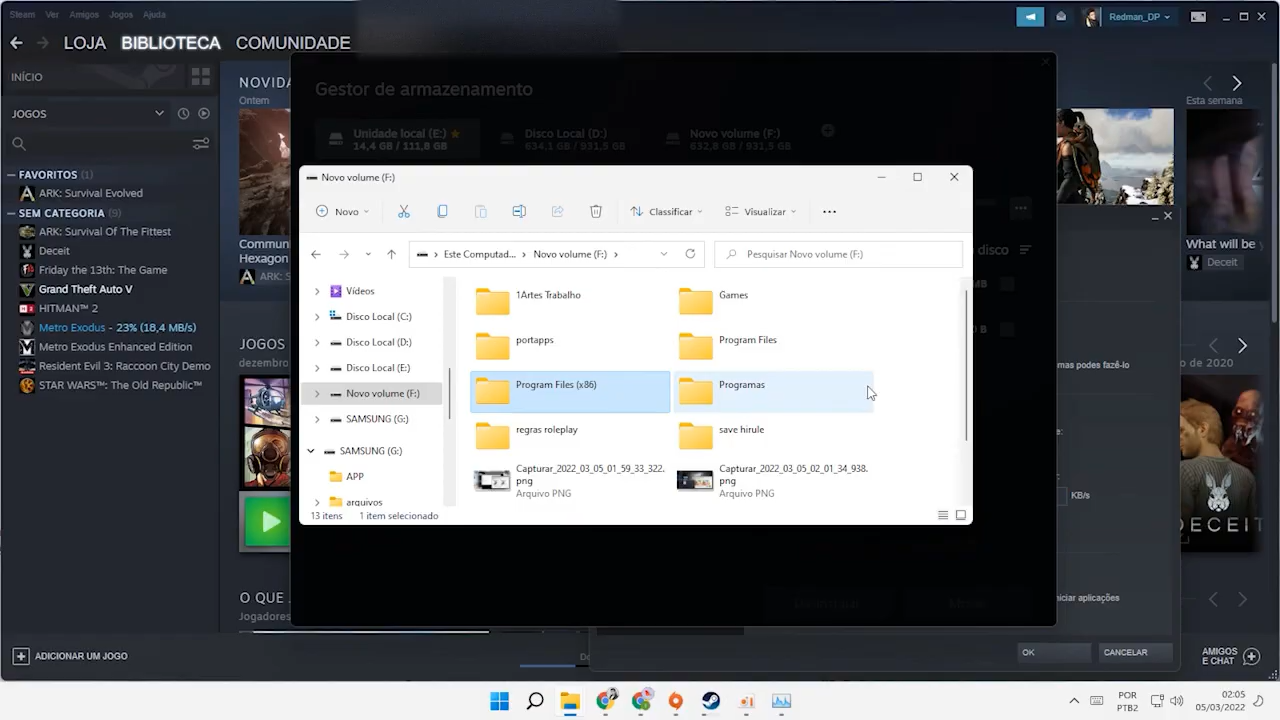 Steam Ver Amigos Jogos Ajuda
Redman_DP
LOJA BIBLIOTECA COMUNIDADE
INÍCIO
JOGOS
FAVORITOS (1)
ARK: Survival Evolved
SEM CATEGORIA (9)
ARK: Survival Of The Fittest
Deceit
Friday the 13th: The Game
Grand Theft Auto V
HITMAN™ 2
Metro Exodus - 23% (18,4 MB/s)
Metro Exodus Enhanced Edition
Resident Evil 3: Raccoon City Demo
STAR WARS™: The Old Republic™
ADICIONAR UM JOGO
NOVIDA
Ontem
Commun
Hexagon
ARK: S
JOGOS
dezembro
O QUE
Jogadores
Gestor de armazenamento
Unidade local (E:)
14,4 GB / 111,8 GB
Disco Local (D:)
634,1 GB / 931,5 GB
Novo volume (F:)
632,8 GB / 931,5 GB
Novo volume (F:)
Novo
Classificar
Visualizar
Este Computad... Novo volume (F:)
Pesquisar Novo volume (F:)
Vídeos
Disco Local (C:)
Disco Local (D:)
Disco Local (E:)
Novo volume (F:)
SAMSUNG (G:)
SAMSUNG (G:)
APP
arquivos
1Artes Trabalho
Games
portapps
Program Files
Program Files (x86)
Programas
regras roleplay
save hirule
Capturar_2022_03_05_01_59_33_322.
png
Arquivo PNG
Capturar_2022_03_05_02_01_34_938.
png
Arquivo PNG
13 itens 1 item selecionado
disco
MB
B
Mover
Esta semana
What will be
Deceit
mas pode fazê-lo
o de 2020
KB/s
DECEIT
niciar aplicações
OK
CANCELAR
AMIGOS
E CHAT
POR
PTB2
02:05
05/03/2022